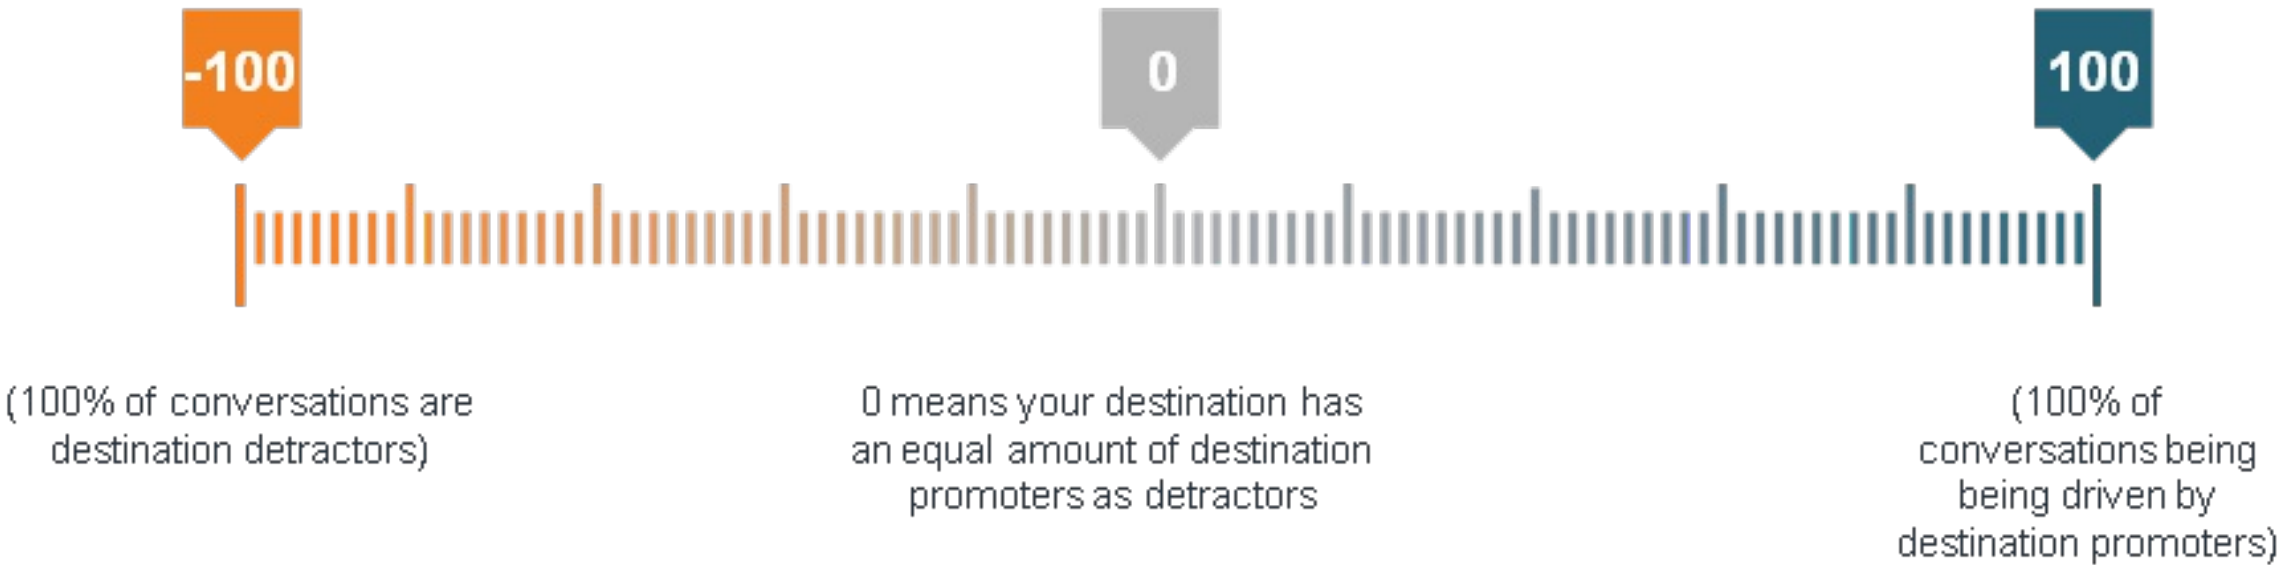 -100
0
100
(100% of conversations are
destination detractors)
0 means your destination has
an equal amount of destination
promoters as detractors
(100% of
conversations being
being driven by
destination promoters)